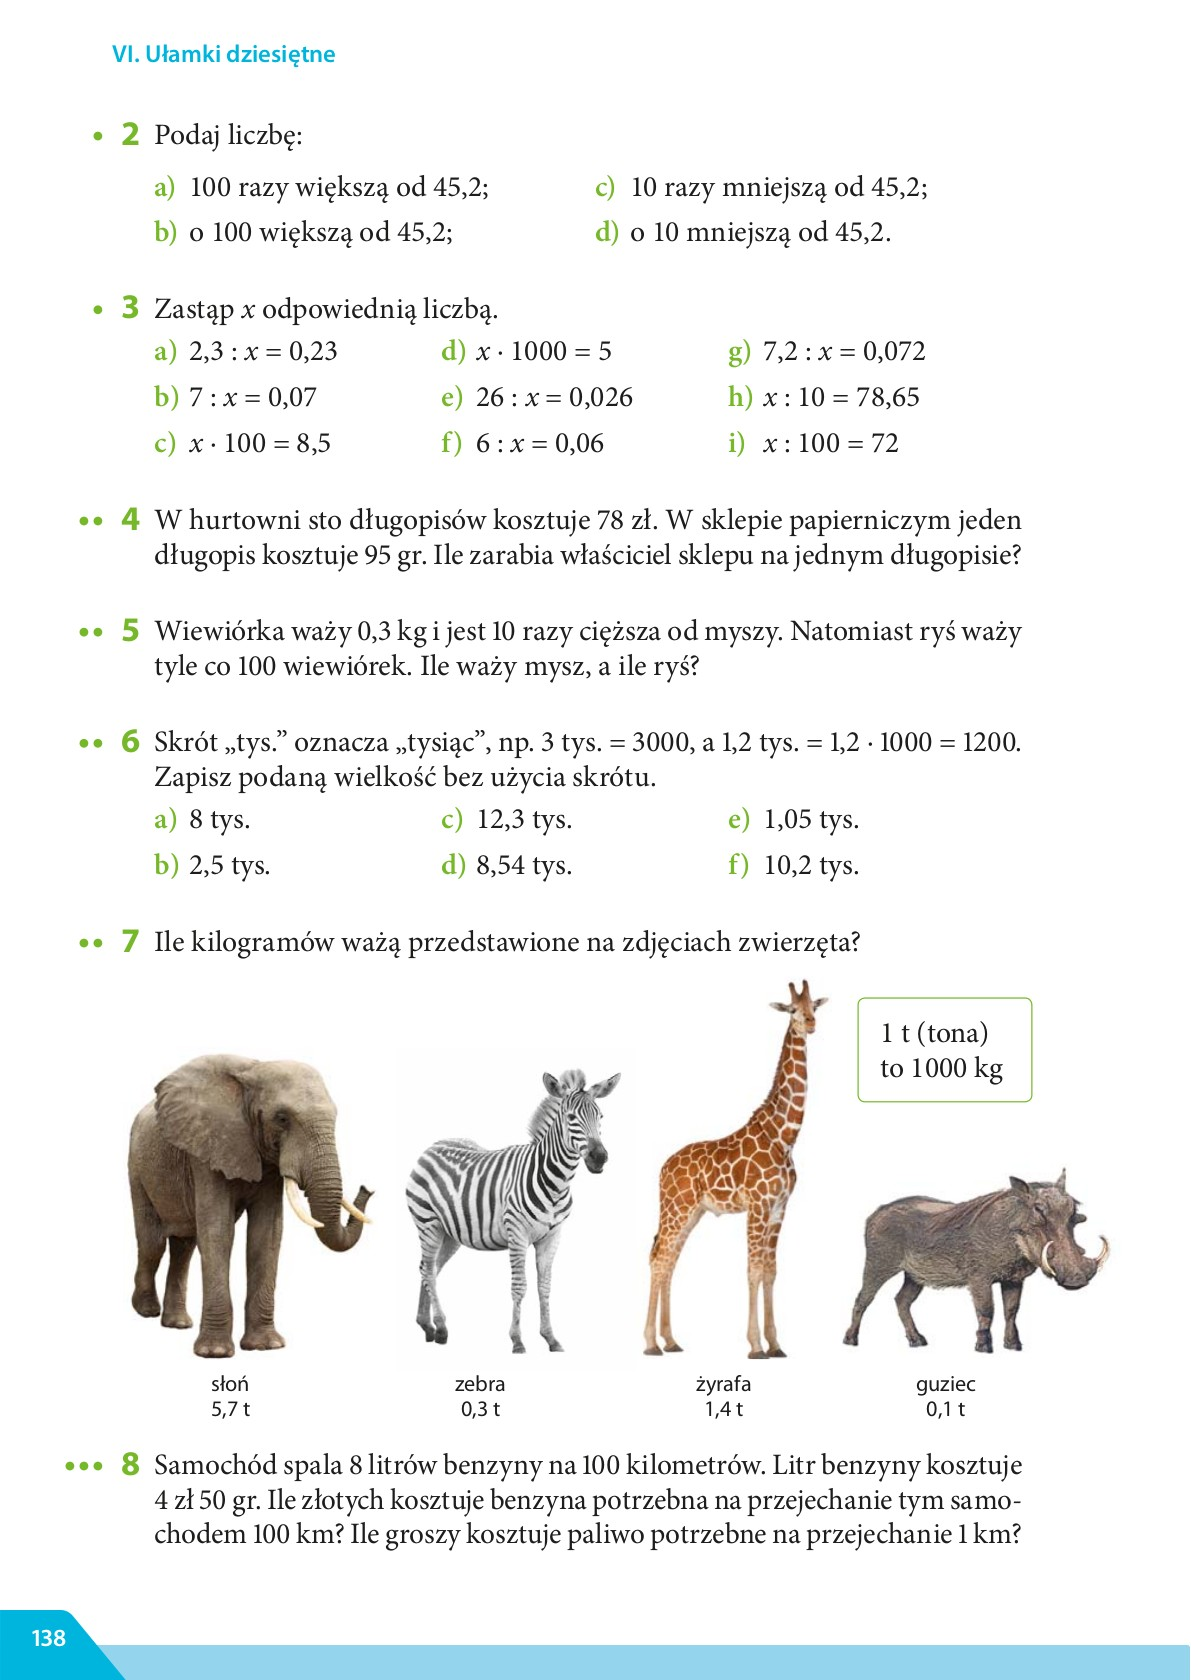 VI. Ułamki dziesiętne
• 2 Podaj liczbę:
a) 100 razy większą od 45,2;
c) 10 razy mniejszą od 45,2;
b) o 100 większą od 45,2;
d) o 10 mniejszą od 45,2.
• 3 Zastąp x odpowiednią liczbą.
a) 2,3 : x = 0,23
d) x · 1000 = 5
g) 7,2 : x = 0,072
b) 7 : x = 0,07
e) 26 : x = 0,026
h) x : 10 = 78,65
c) x · 100 = 8,5
f) 6 : x = 0,06
i) x : 100 = 72
•• 4 W hurtowni sto długopisów kosztuje 78 zł. W sklepie papierniczym jeden
długopis kosztuje 95 gr. Ile zarabia właściciel sklepu na jednym długopisie?
•• 5 Wiewiórka waży 0,3 kg i jest 10 razy cięższa od myszy. Natomiast ryś waży
tyle co 100 wiewiórek. Ile waży mysz, a ile ryś?
•• 6 Skrót „tys.” oznacza „tysiąc”, np. 3 tys. = 3000, a 1,2 tys. = 1,2 · 1000 = 1200.
Zapisz podaną wielkość bez użycia skrótu.
a) 8 tys.
c) 12,3 tys.
e) 1,05 tys.
b) 2,5 tys.
d) 8,54 tys.
f) 10,2 tys.
•• 7 Ile kilogramów ważą przedstawione na zdjęciach zwierzęta?
1 t (tona)
to 1000 kg
słoń
5,7 t
zebra
0,3 t
żyrafa
1,4 t
guziec
0,1 t
••• 8 Samochód spala 8 litrów benzyny na 100 kilometrów. Litr benzyny kosztuje
4 zł 50 gr. Ile złotych kosztuje benzyna potrzebna na przejechanie tym samo-
chodem 100 km? Ile groszy kosztuje paliwo potrzebne na przejechanie 1 km?
138